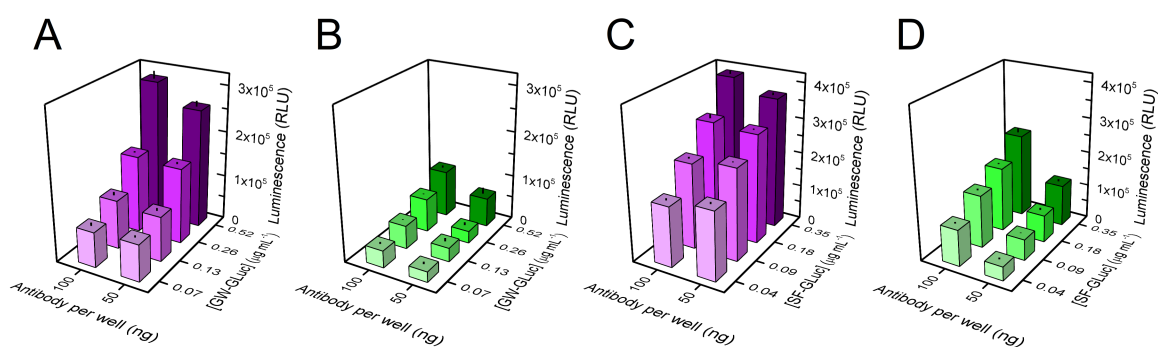 A
3x10⁵
2x10⁵
1x10⁵
0
Luminescence (RLU)
0.52
0.26
0.13
0.07
[GW-GLuc] (µg mL⁻¹)
100
50
Antibody per well (ng)
B
3x10⁵
2x10⁵
1x10⁵
0
Luminescence (RLU)
0.52
0.26
0.13
0.07
[GW-GLuc] (µg mL⁻¹)
100
50
Antibody per well (ng)
C
4x10⁵
3x10⁵
2x10⁵
1x10⁵
0
Luminescence (RLU)
0.35
0.18
0.09
0.04
[SF-GLuc] (µg mL⁻¹)
100
50
Antibody per well (ng)
D
4x10⁵
3x10⁵
2x10⁵
1x10⁵
0
Luminescence (RLU)
0.35
0.18
0.09
0.04
[SF-GLuc] (µg mL⁻¹)
100
50
Antibody per well (ng)